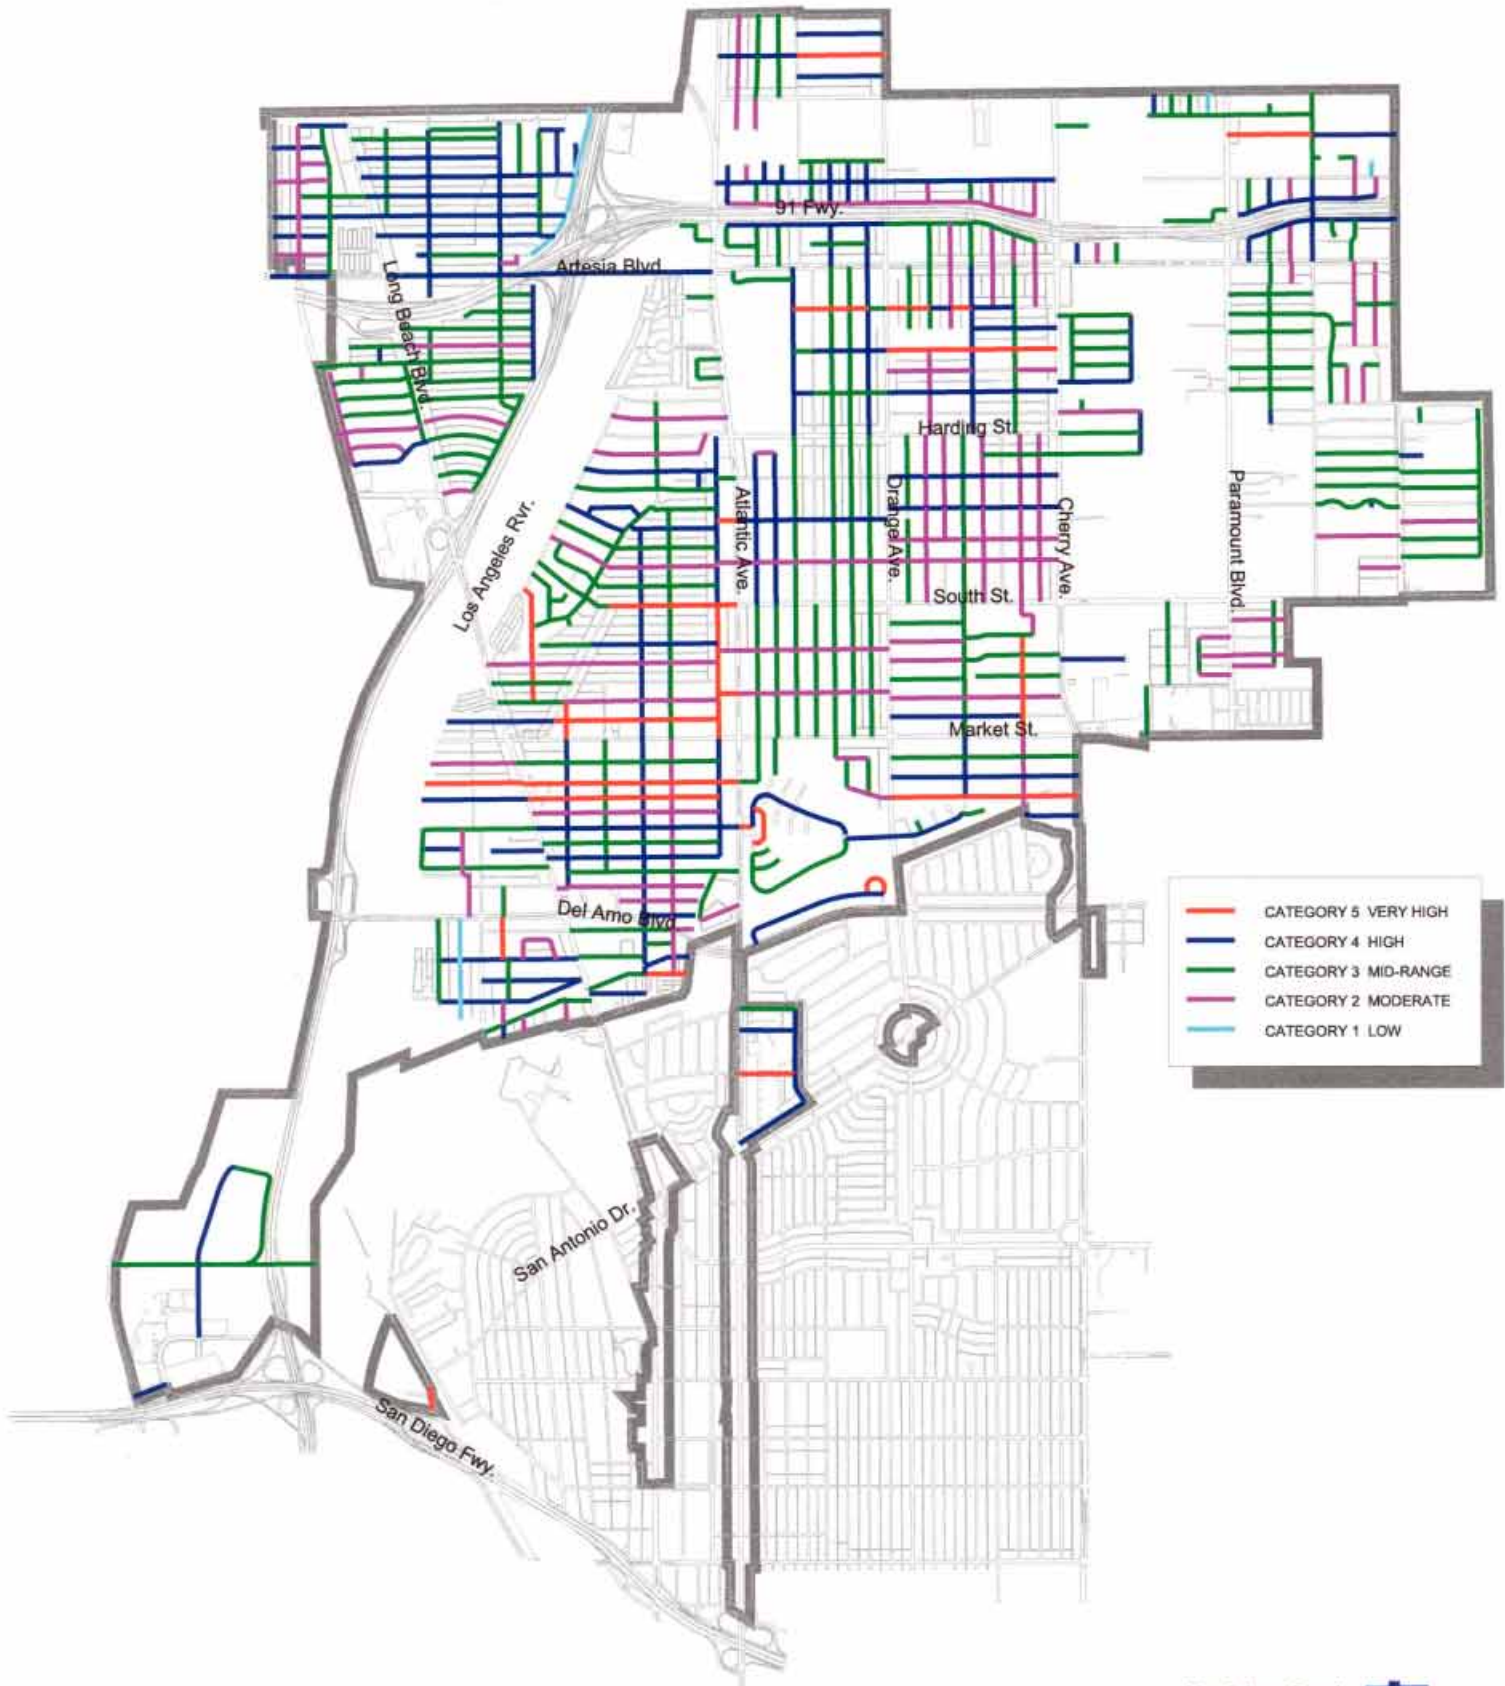 91 Fwy.
Artesia Blvd.
Long Beach Blvd.
Harding St.
Los Angeles Rvr.
Atlantic Ave.
Orange Ave.
Cherry Ave.
Paramount Blvd.
South St.
Market St.
Del Amo Blvd.
CATEGORY 5 VERY HIGH
CATEGORY 4 HIGH
CATEGORY 3 MID-RANGE
CATEGORY 2 MODERATE
CATEGORY 1 LOW
San Antonio Dr.
San Diego Fwy.